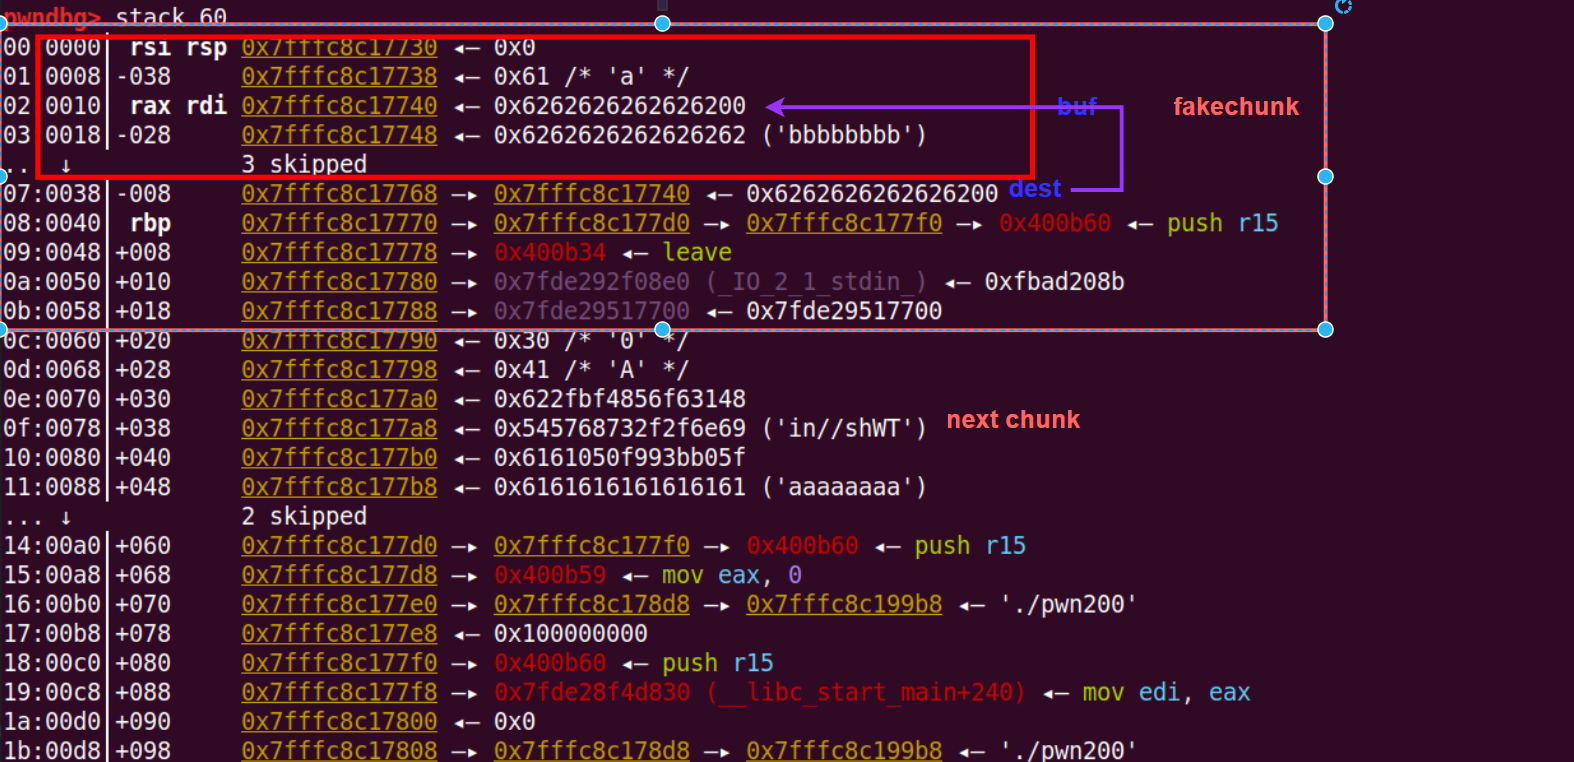 pwndbg> stack 60
00 0000│ rsi rsp 0x7fffc8c17730 ◂— 0x0
01 0008│-038 0x7fffc8c17738 ◂— 0x61 /* 'a' */
02 0010│ rax rdi 0x7fffc8c17740 ◂— 0x6262626262626200 buf fakechunk
03 0018│-028 0x7fffc8c17748 ◂— 0x6262626262626262 ('bbbbbbbb')
.. ↓ 3 skipped
07:0038│-008 0x7fffc8c17768 —▸ 0x7fffc8c17740 ◂— 0x6262626262626200 dest
08:0040│ rbp 0x7fffc8c17770 —▸ 0x7fffc8c177d0 —▸ 0x7fffc8c177f0 —▸ 0x400b60 ◂— push r15
09:0048│+008 0x7fffc8c17778 —▸ 0x400b34 ◂— leave
0a:0050│+010 0x7fffc8c17780 —▸ 0x7fde292f08e0 (_IO_2_1_stdin_) ◂— 0xfbad208b
0b:0058│+018 0x7fffc8c17788 —▸ 0x7fde29517700 ◂— 0x7fde29517700
0c:0060│+020 0x7fffc8c17790 ◂— 0x30 /* '0' */
0d:0068│+028 0x7fffc8c17798 ◂— 0x41 /* 'A' */
0e:0070│+030 0x7fffc8c177a0 ◂— 0x622fbf4856f63148
0f:0078│+038 0x7fffc8c177a8 ◂— 0x545768732f2f6e69 ('in//shWT') next chunk
10:0080│+040 0x7fffc8c177b0 ◂— 0x6161050f993bb05f
11:0088│+048 0x7fffc8c177b8 ◂— 0x6161616161616161 ('aaaaaaaa')
... ↓ 2 skipped
14:00a0│+060 0x7fffc8c177d0 —▸ 0x7fffc8c177f0 —▸ 0x400b60 ◂— push r15
15:00a8│+068 0x7fffc8c177d8 —▸ 0x400b59 ◂— mov eax, 0
16:00b0│+070 0x7fffc8c177e0 —▸ 0x7fffc8c178d8 —▸ 0x7fffc8c199b8 ◂— './pwn200'
17:00b8│+078 0x7fffc8c177e8 ◂— 0x100000000
18:00c0│+080 0x7fffc8c177f0 —▸ 0x400b60 ◂— push r15
19:00c8│+088 0x7fffc8c177f8 —▸ 0x7fde28f4d830 (__libc_start_main+240) ◂— mov edi, eax
1a:00d0│+090 0x7fffc8c17800 ◂— 0x0
1b:00d8│+098 0x7fffc8c17808 —▸ 0x7fffc8c178d8 —▸ 0x7fffc8c199b8 ◂— './pwn200'